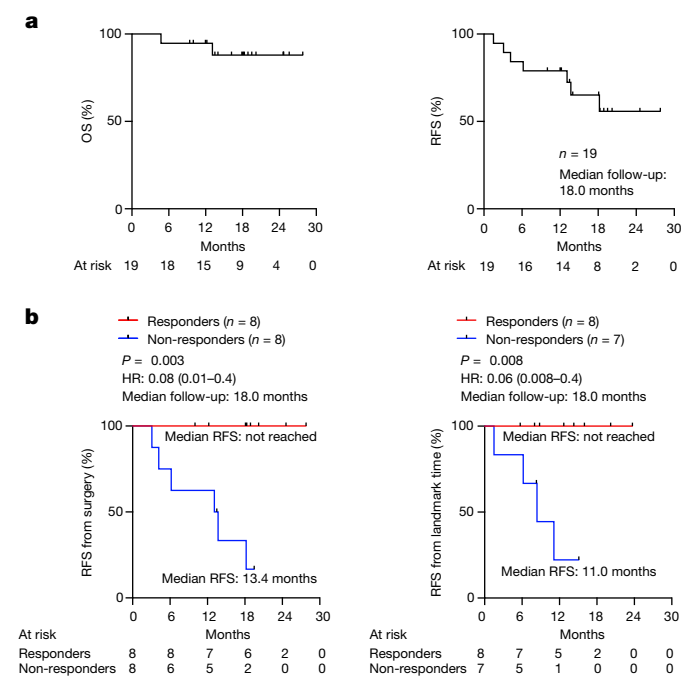 a
100
50
0
OS (%)
0 6 12 18 24 30
Months
At risk 19 18 15 9 4 0
100
50
0
RFS (%)
n = 19
Median follow-up:
18.0 months
0 6 12 18 24 30
Months
At risk 19 16 14 8 2 0
b
Responders (n = 8)
Non-responders (n = 8)
P = 0.003
HR: 0.08 (0.01–0.4)
Median follow-up: 18.0 months
100
50
0
RFS from surgery (%)
Median RFS: not reached
Median RFS: 13.4 months
0 6 12 18 24 30
At risk Months
Responders 8 8 7 6 2 0
Non-responders 8 6 5 2 0 0
Responders (n = 8)
Non-responders (n = 7)
P = 0.008
HR: 0.06 (0.008–0.4)
Median follow-up: 18.0 months
100
50
0
RFS from landmark time (%)
Median RFS: not reached
Median RFS: 11.0 months
0 6 12 18 24 30
At risk Months
Responders 8 7 5 2 0 0
Non-responders 7 5 1 0 0 0